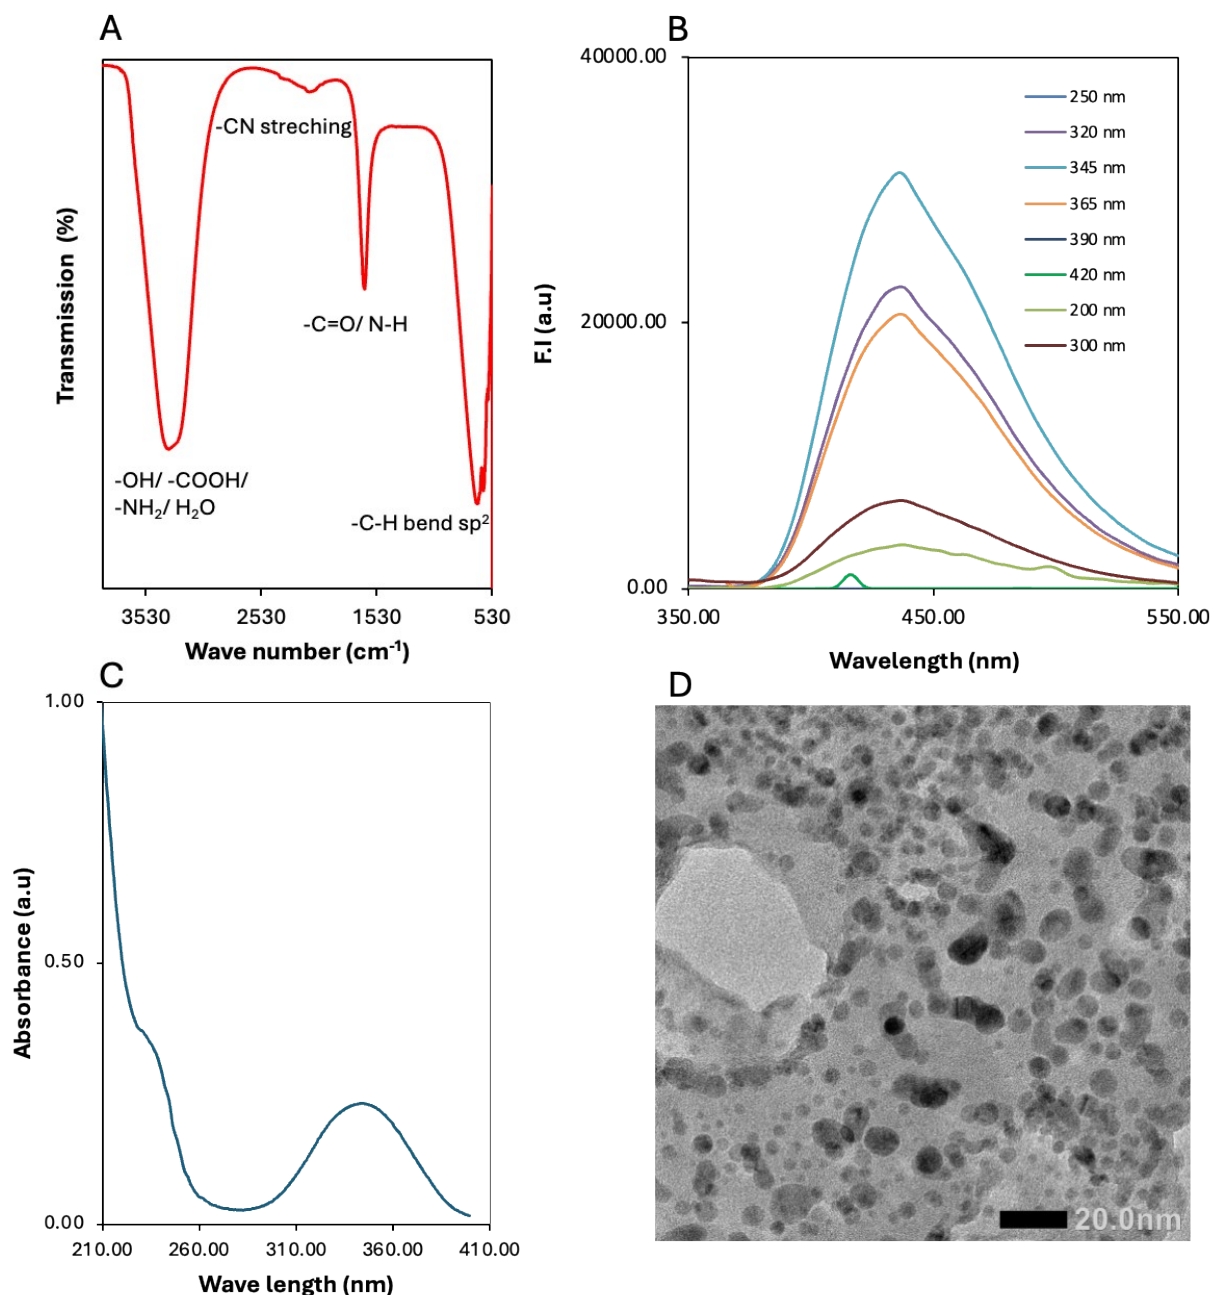 A
-CN streching
-C=O/ N-H
-OH/ -COOH/
-NH₂/ H₂O
-C-H bend sp²
Transmission (%)
3530 2530 1530 530
Wave number (cm⁻¹)
B
40000.00
20000.00
0.00
F.I (a.u)
250 nm
320 nm
345 nm
365 nm
390 nm
420 nm
200 nm
300 nm
350.00 450.00 550.00
Wavelength (nm)
C
1.00
0.50
0.00
Absorbance (a.u)
210.00 260.00 310.00 360.00 410.00
Wave length (nm)
D
20.0nm